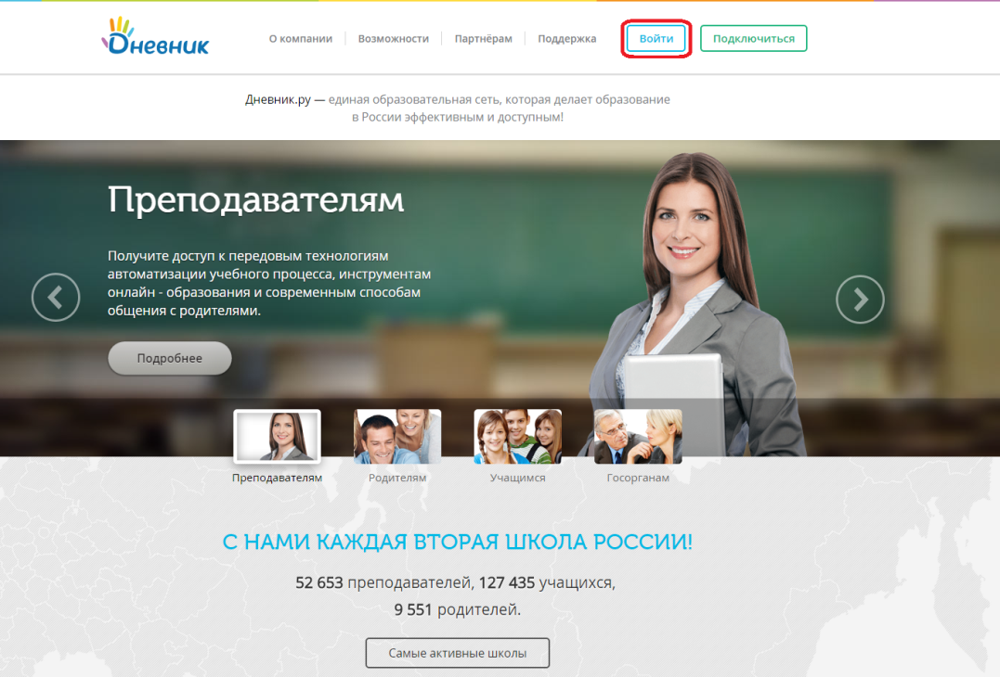 Дневник
О компании
Возможности
Партнёрам
Поддержка
Войти
Подключиться
Дневник.ру — единая образовательная сеть, которая делает образование
в России эффективным и доступным!
Преподавателям
Получите доступ к передовым технологиям
автоматизации учебного процесса, инструментам
онлайн - образования и современным способам
общения с родителями.
Подробнее
Преподавателям
Родителям
Учащимся
Госорганам
С НАМИ КАЖДАЯ ВТОРАЯ ШКОЛА РОССИИ!
52 653 преподавателей, 127 435 учащихся,
9 551 родителей.
Самые активные школы